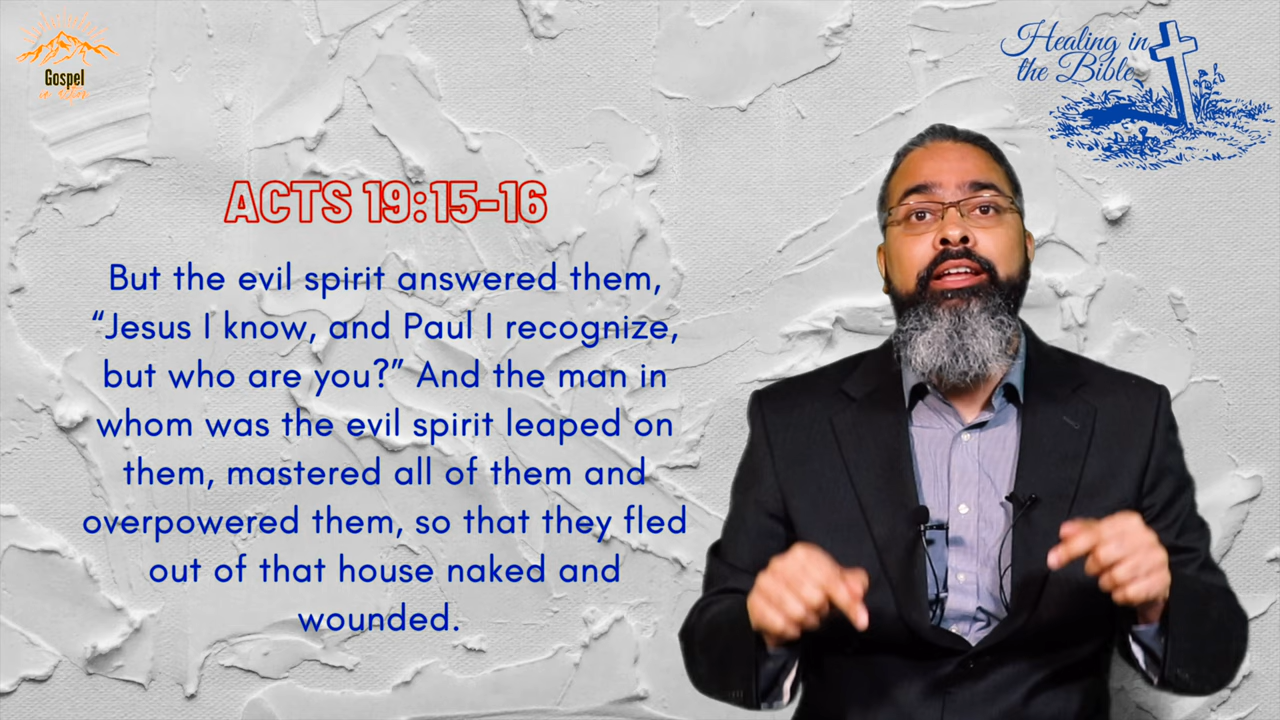 Gospel
in action
Healing in
the Bible
ACTS 19:15-16
But the evil spirit answered them,
“Jesus I know, and Paul I recognize,
but who are you?” And the man in
whom was the evil spirit leaped on
them, mastered all of them and
overpowered them, so that they fled
out of that house naked and
wounded.